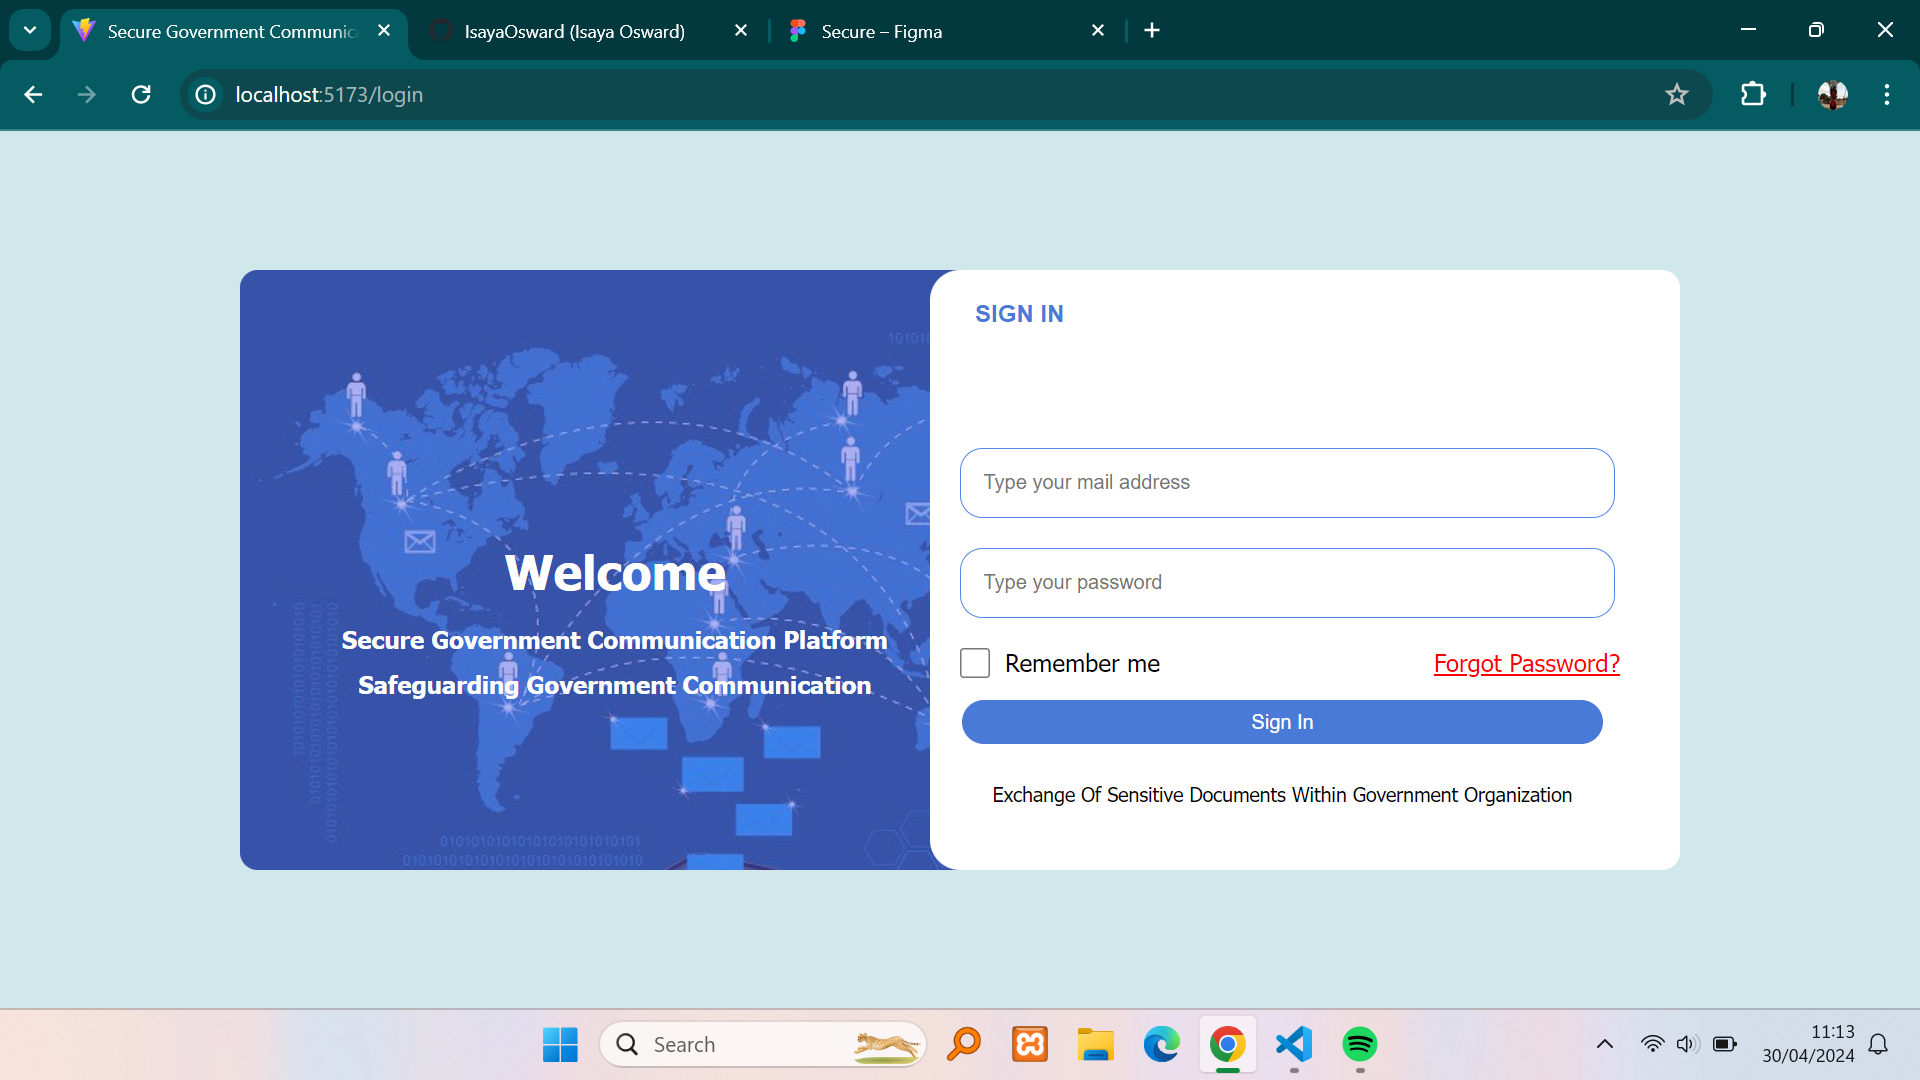 Secure Government Communica
IsayaOsward (Isaya Osward)
Secure – Figma
localhost:5173/login
SIGN IN
Type your mail address
Welcome
Type your password
Secure Government Communication Platform
Remember me
Forgot Password?
Safeguarding Government Communication
Sign In
Exchange Of Sensitive Documents Within Government Organization
Search
11:13
30/04/2024